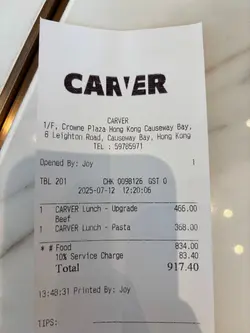 CARVER
CARVER
1/F, Crowne Plaza Hong Kong Causeway Bay,
8 Leighton Road, Causeway Bay, Hong Kong
TEL : 59785971
Opened By: Joy 1
TBL 201 CHK 0098126 GST 0
2025-07-12 12:20:06
1 CARVER Lunch - Upgrade 466.00
Beef
1 CARVER Lunch - Pasta 368.00
* # Food 834.00
10% Service Charge 83.40
Total 917.40
13:48:31 Printed By: Joy
TIPS: